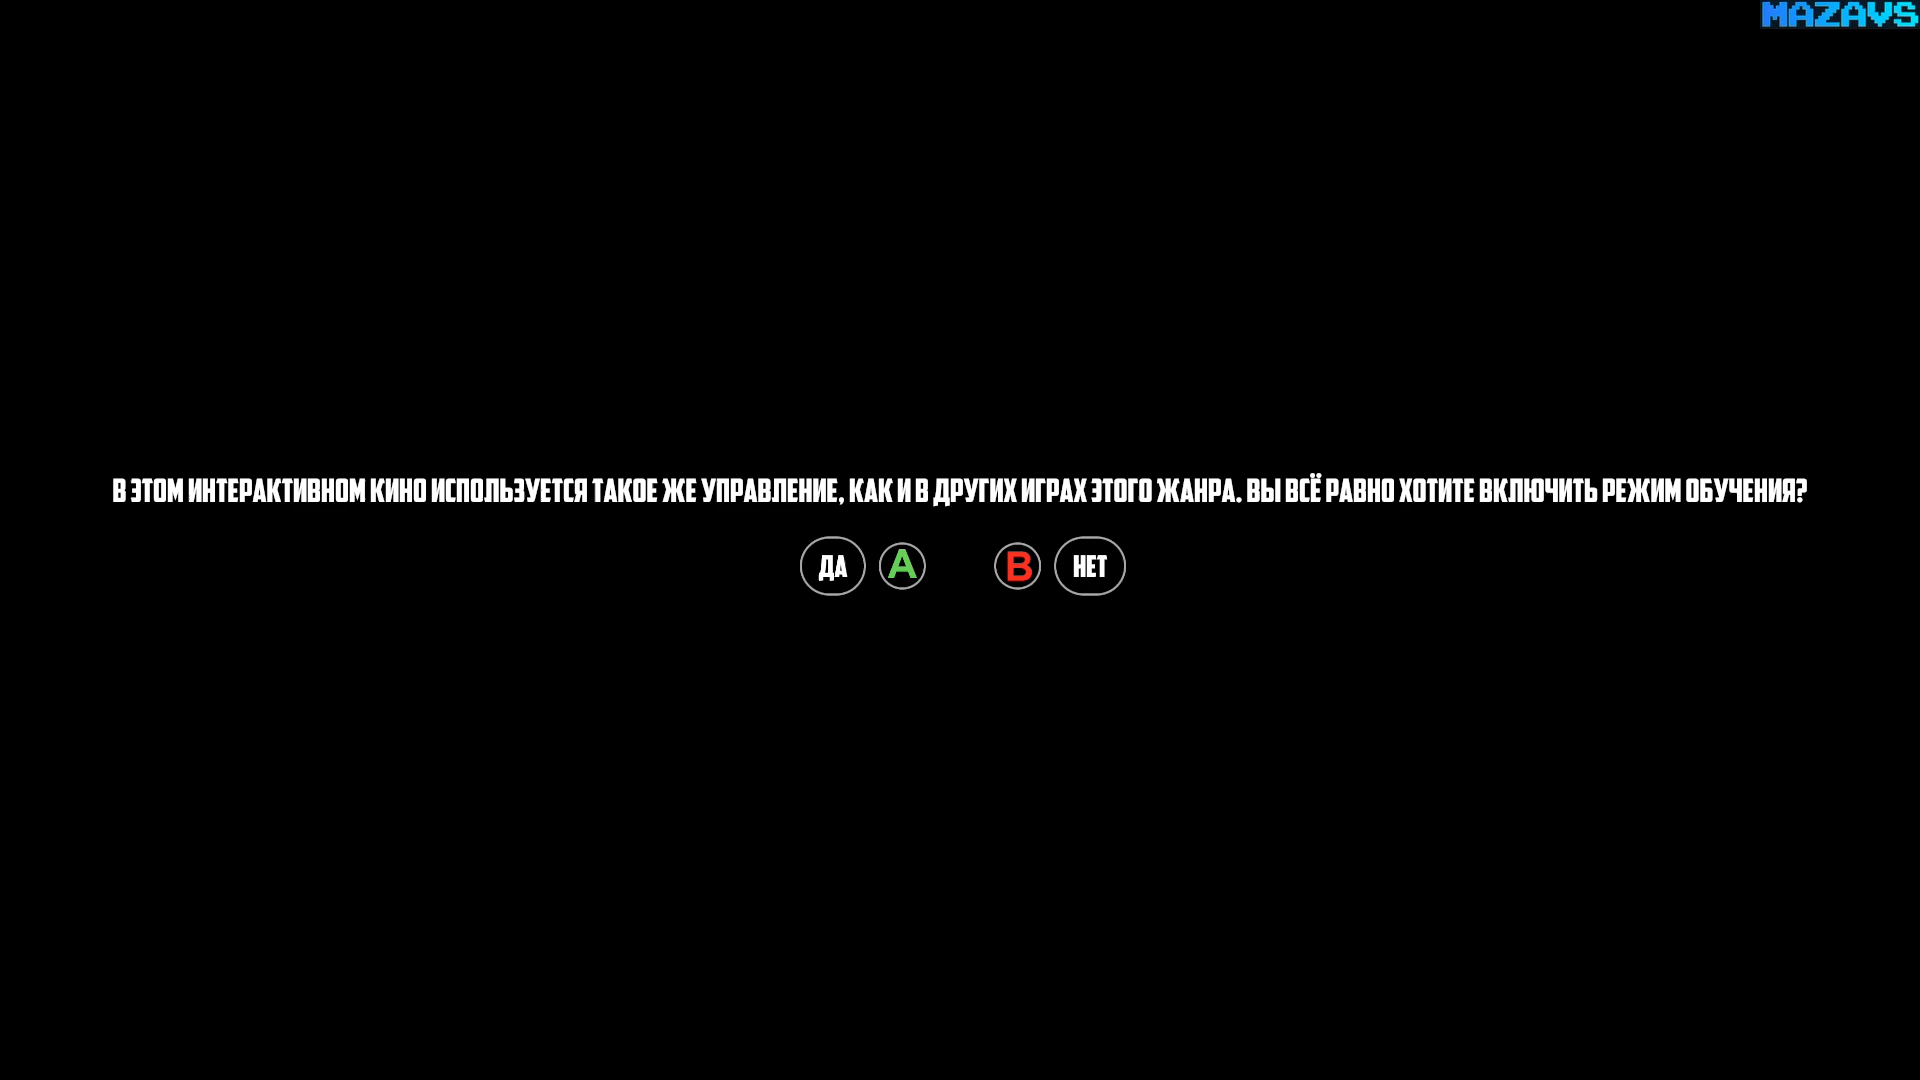 MAZAVS
В ЭТОМ ИНТЕРАКТИВНОМ КИНО ИСПОЛЬЗУЕТСЯ ТАКОЕ ЖЕ УПРАВЛЕНИЕ, КАК И В ДРУГИХ ИГРАХ ЭТОГО ЖАНРА. ВЫ ВСЁ РАВНО ХОТИТЕ ВКЛЮЧИТЬ РЕЖИМ ОБУЧЕНИЯ?
ДА A B НЕТ